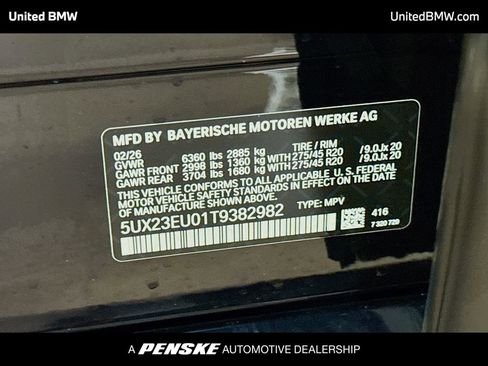 United BMW
UnitedBMW.com
MFD BY BAYERISCHE MOTOREN WERKE AG
02/26 TIRE / RIM
GVWR 6360 lbs 2885 kg
GAWR FRONT 2998 lbs 1360 kg WITH 275/45 R20 /9.0Jx20
GAWR REAR 3704 lbs 1680 kg WITH 275/45 R20 /9.0Jx20
THIS VEHICLE CONFORMS TO ALL APPLICABLE U.S. FEDERAL
MOTOR VEHICLE SAFETY STANDARDS IN EFFECT ON THE
DATE OF MANUFACTURE SHOWN ABOVE.
5UX23EU01T9382982 TYPE: MPV
416
7 320 720
A PENSKE AUTOMOTIVE DEALERSHIP